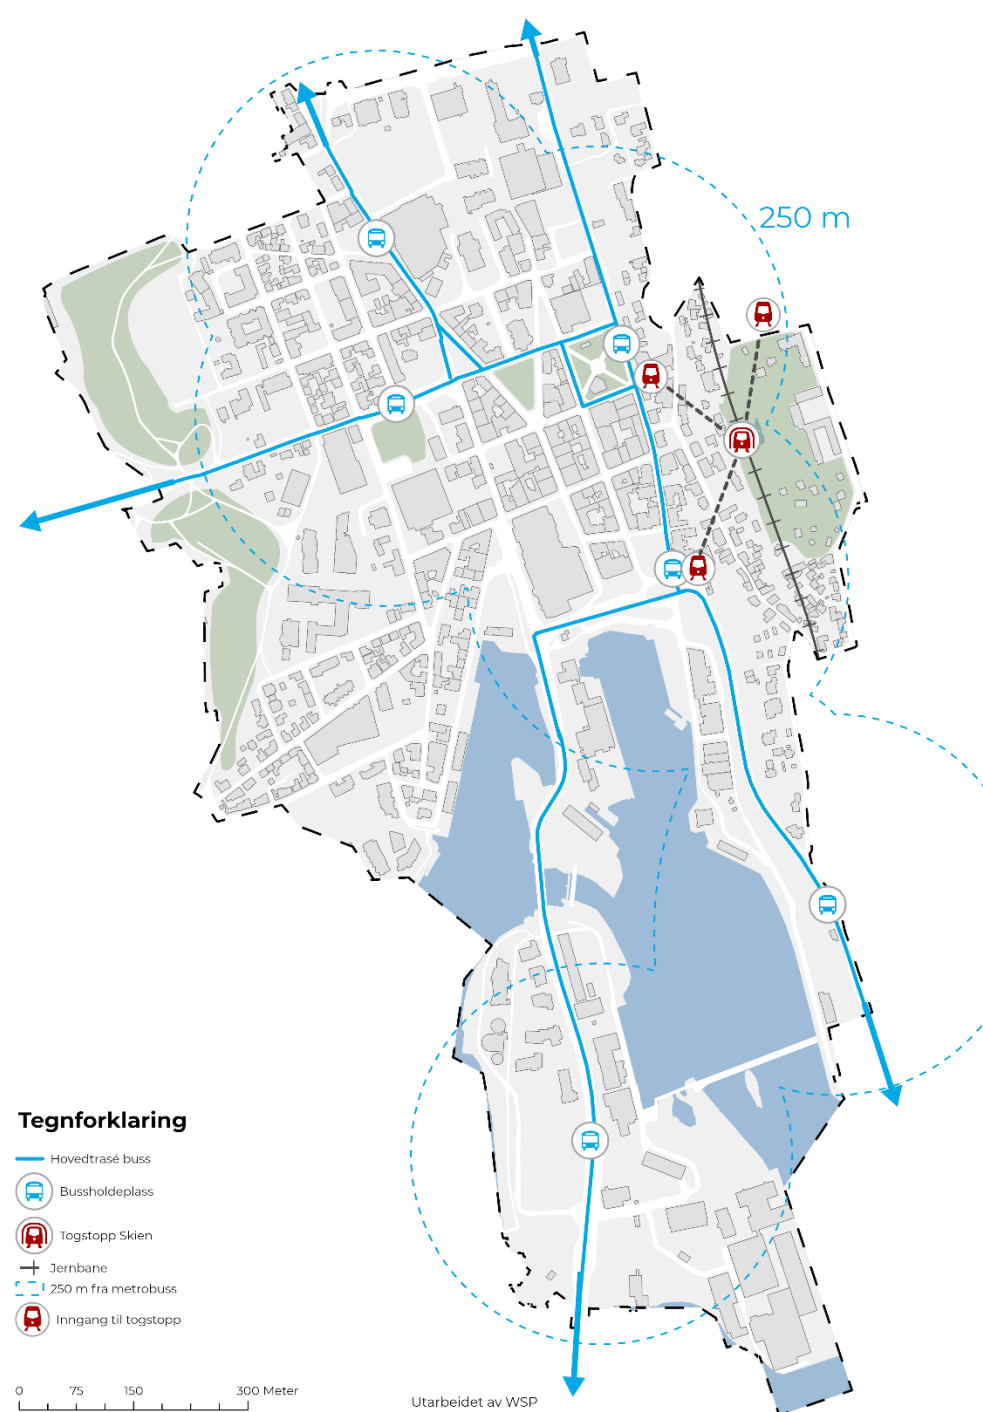 250 m
Tegnforklaring
Hovedtrasé buss
Bussholdeplass
Togstopp Skien
Jernbane
250 m fra metrobuss
Inngang til togstopp
0 75 150 300 Meter
Utarbeidet av WSP